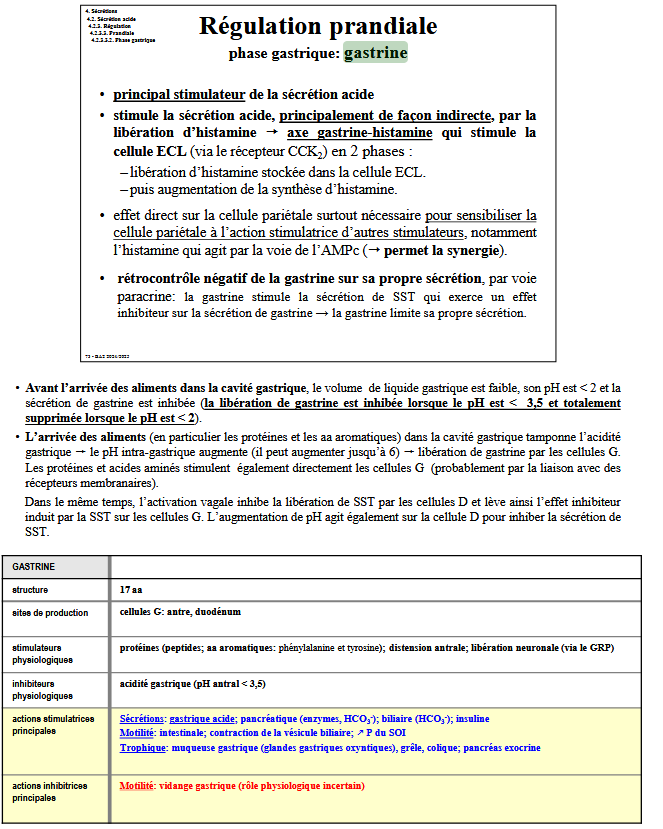 4. Sécrétions
4.2. Sécrétion acide
4.2.3. Régulation
4.2.3.3. Prandiale
4.2.3.3.2. Phase gastrique
Régulation prandiale
phase gastrique: gastrine
• principal stimulateur de la sécrétion acide
• stimule la sécrétion acide, principalement de façon indirecte, par la
libération d’histamine → axe gastrine-histamine qui stimule la
cellule ECL (via le récepteur CCK2) en 2 phases :
– libération d’histamine stockée dans la cellule ECL.
– puis augmentation de la synthèse d’histamine.
• effet direct sur la cellule pariétale surtout nécessaire pour sensibiliser la
cellule pariétale à l’action stimulatrice d’autres stimulateurs, notamment
l’histamine qui agit par la voie de l’AMPc (→ permet la synergie).
• rétrocontrôle négatif de la gastrine sur sa propre sécrétion, par voie
paracrine: la gastrine stimule la sécrétion de SST qui exerce un effet
inhibiteur sur la sécrétion de gastrine → la gastrine limite sa propre sécrétion.
• Avant l’arrivée des aliments dans la cavité gastrique, le volume de liquide gastrique est faible, son pH est < 2 et la
sécrétion de gastrine est inhibée (la libération de gastrine est inhibée lorsque le pH est < 3,5 et totalement
supprimée lorsque le pH est < 2).
• L’arrivée des aliments (en particulier les protéines et les aa aromatiques) dans la cavité gastrique tamponne l’acidité
gastrique → le pH intra-gastrique augmente (il peut augmenter jusqu’à 6) → libération de gastrine par les cellules G.
Les protéines et acides aminés stimulent également directement les cellules G (probablement par la liaison avec des
récepteurs membranaires).
Dans le même temps, l’activation vagale inhibe la libération de SST par les cellules D et lève ainsi l’effet inhibiteur
induit par la SST sur les cellules G. L’augmentation de pH agit également sur la cellule D pour inhiber la sécrétion de
SST.
GASTRINE
structure 17 aa
sites de production cellules G: antre, duodénum
stimulateurs physiologiques protéines (peptides; aa aromatiques: phénylalanine et tyrosine); distension antrale; libération neuronale (via le GRP)
inhibiteurs physiologiques acidité gastrique (pH antral < 3,5)
actions stimulatrices principales
Sécrétions: gastrique acide; pancréatique (enzymes, HCO3-); biliaire (HCO3-); insuline
Motilité: intestinale; contraction de la vésicule biliaire; ↗ P du SOI
Trophique: muqueuse gastrique (glandes gastriques oxyntiques), grêle, colique; pancréas exocrine
actions inhibitrices principales
Motilité: vidange gastrique (rôle physiologique incertain)